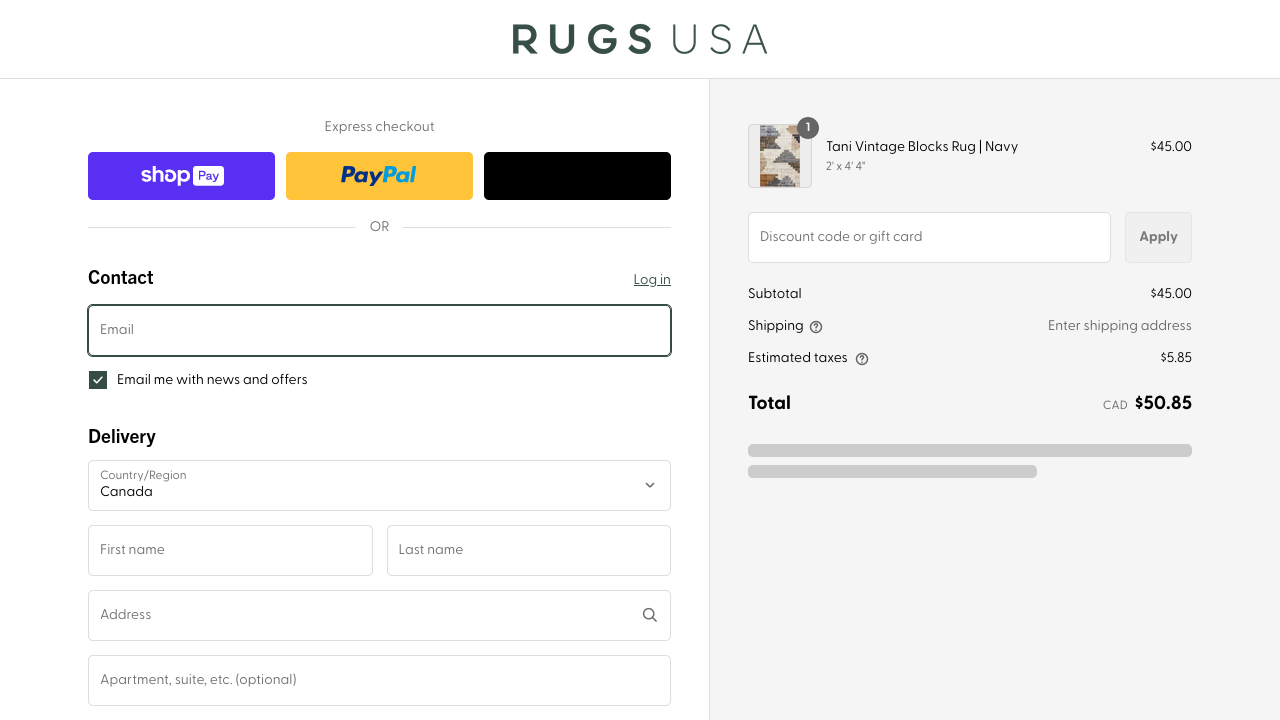 RUGS USA
Express checkout
shop Pay
PayPal
OR
Contact
Log in
Email
Email me with news and offers
Delivery
Country/Region
Canada
First name
Last name
Address
Apartment, suite, etc. (optional)
1
Tani Vintage Blocks Rug | Navy
$45.00
2' x 4' 4"
Discount code or gift card
Apply
Subtotal
$45.00
Shipping
Enter shipping address
Estimated taxes
$5.85
Total
CAD $50.85